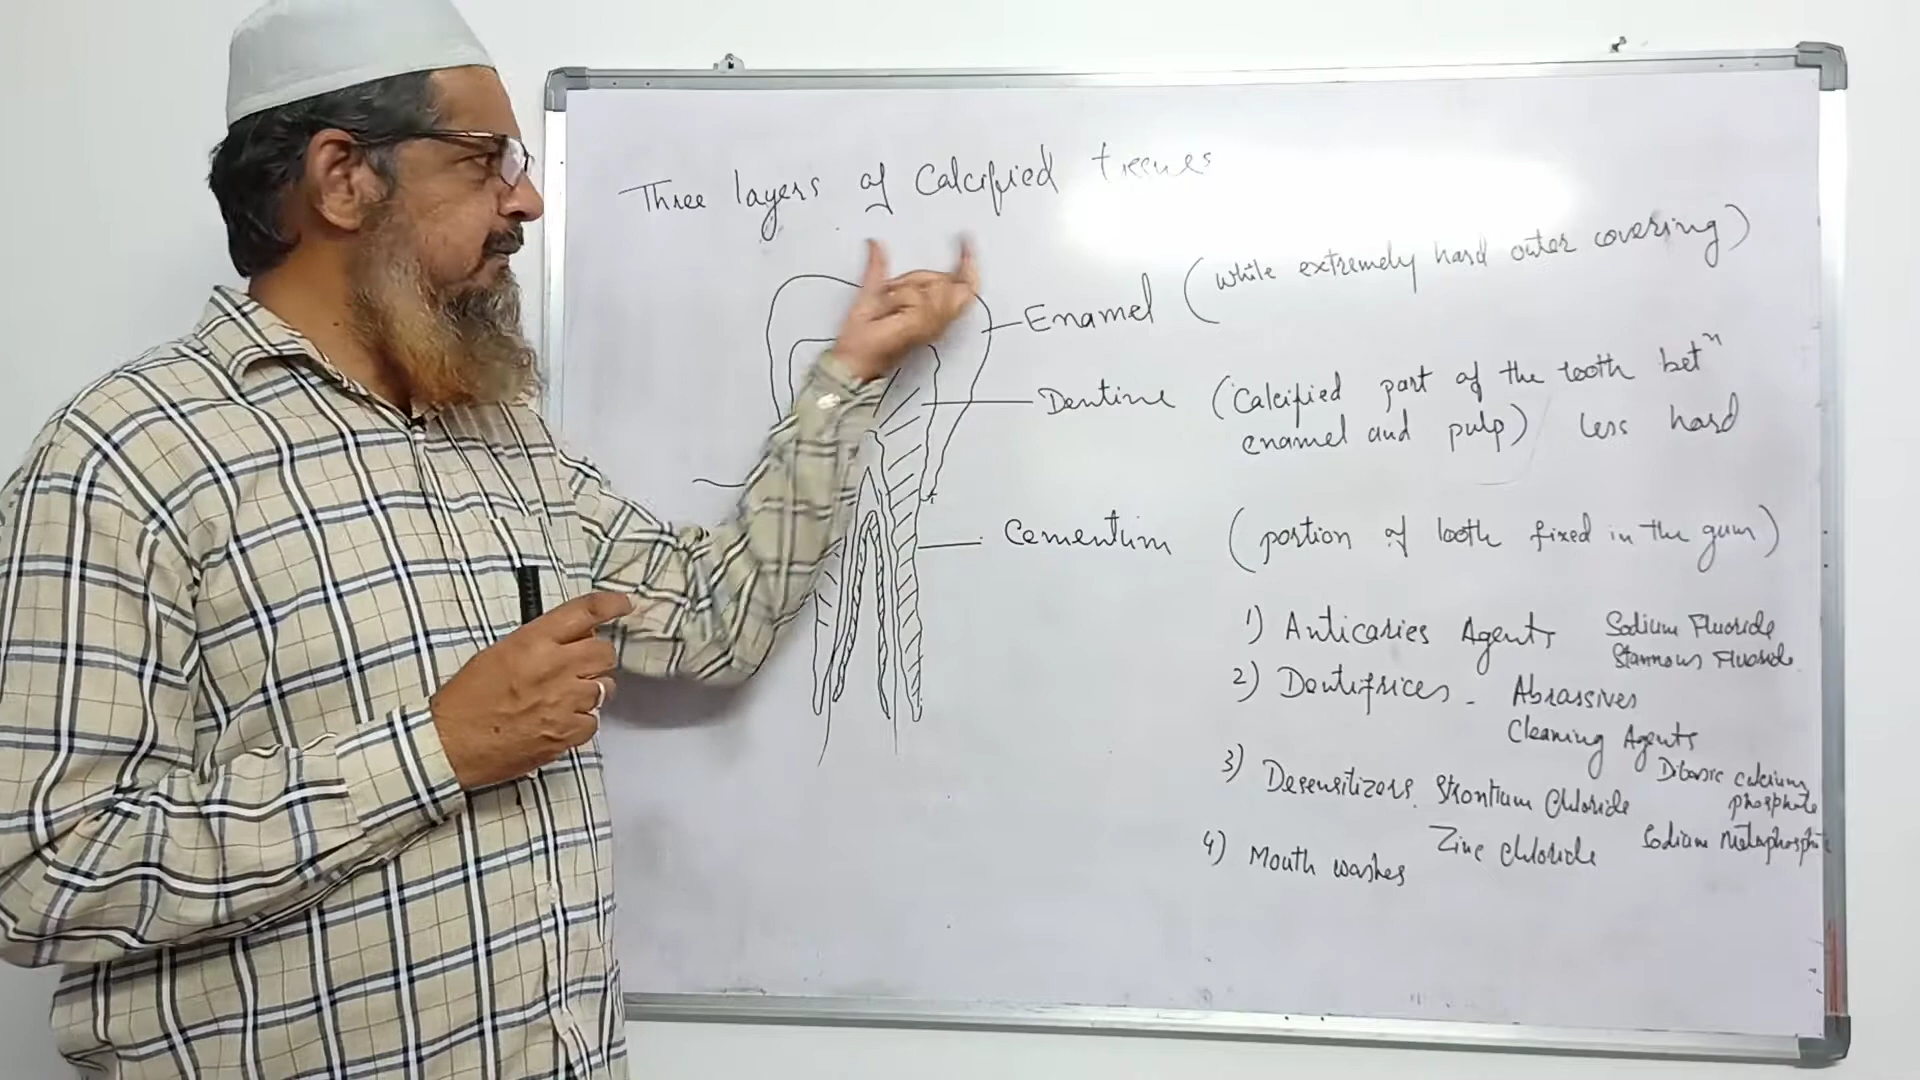 Three layers of Calcified tissues
Enamel (while extremely hard outer covering)
Dentine (Calcified part of the tooth betⁿ
enamel and pulp) less hard
Cementum (portion of tooth fixed in the gum)
1) Anticaries Agents Sodium Fluoride
Stannous Fluoride
2) Dentifrices - Abrassives
Cleaning Agents
Dibasic calcium
phosphate
3) Desensitizers. Strontium Chloride
Sodium Metaphosphate
4) Mouth washes Zinc chloride